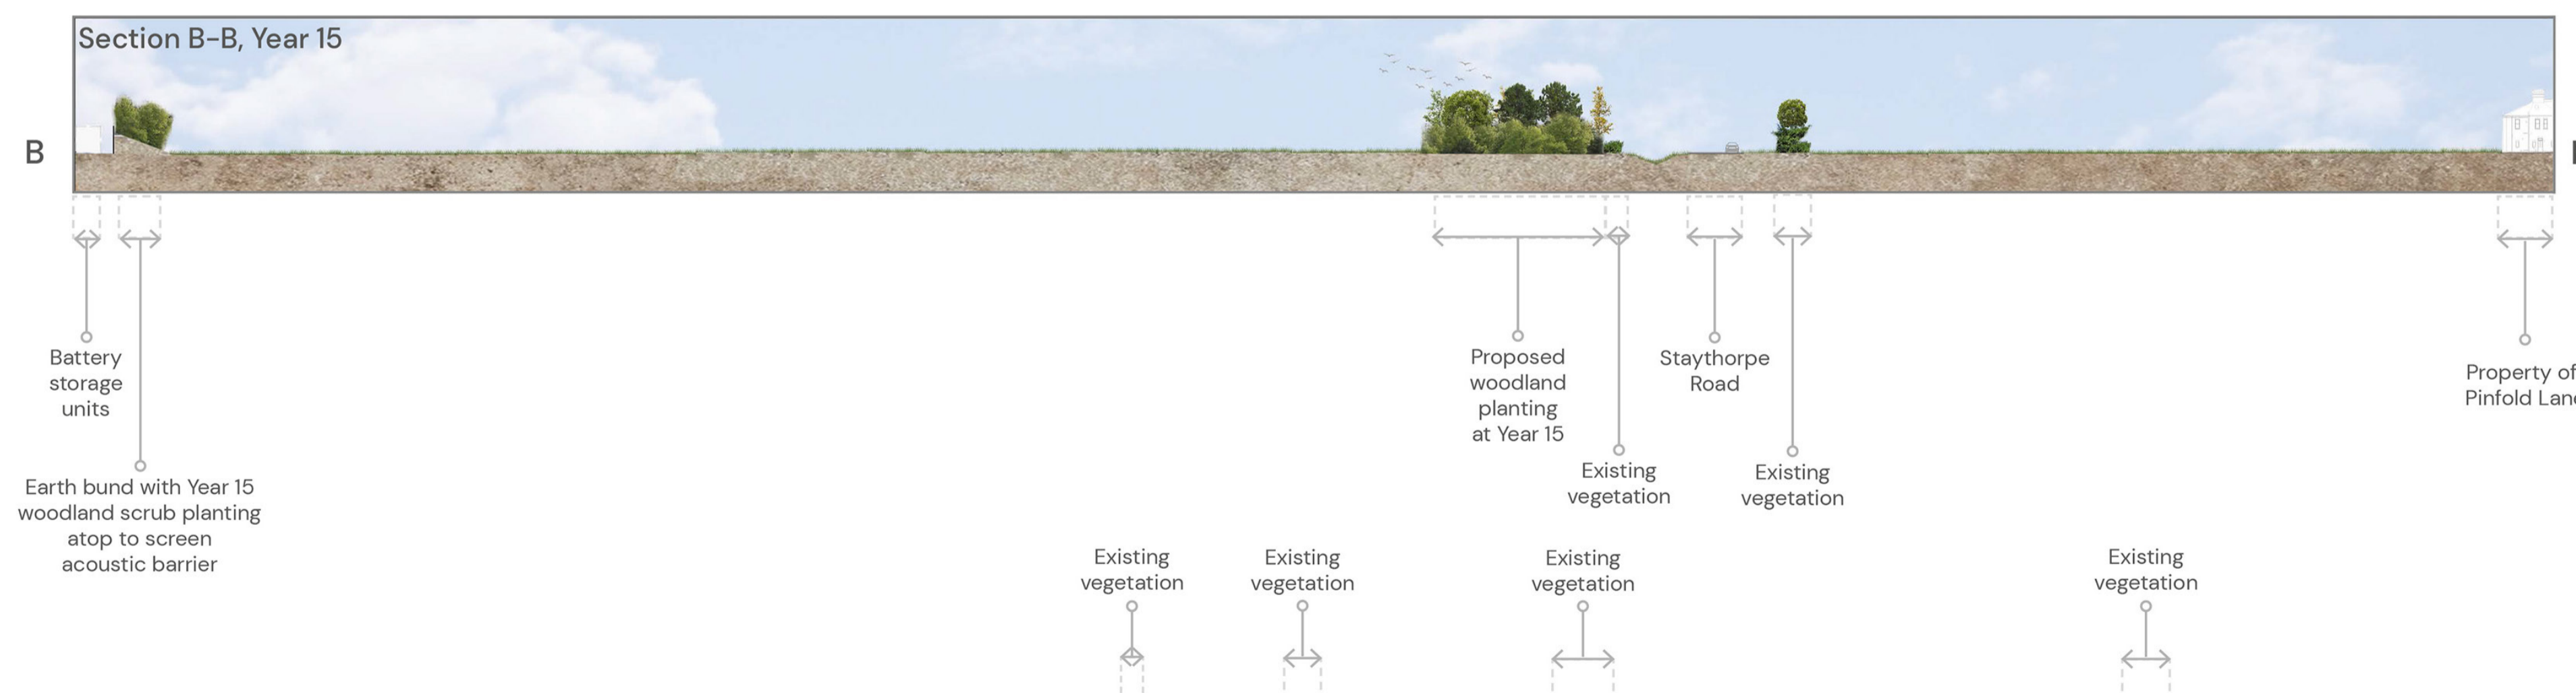 Section B-B, Year 15
B
Battery
storage
units
Earth bund with Year 15
woodland scrub planting
atop to screen
acoustic barrier
Proposed
woodland
planting
at Year 15
Existing
vegetation
Staythorpe
Road
Existing
vegetation
Property of
Pinfold
Existing
vegetation
Existing
vegetation
Existing
vegetation
Existing
vegetation